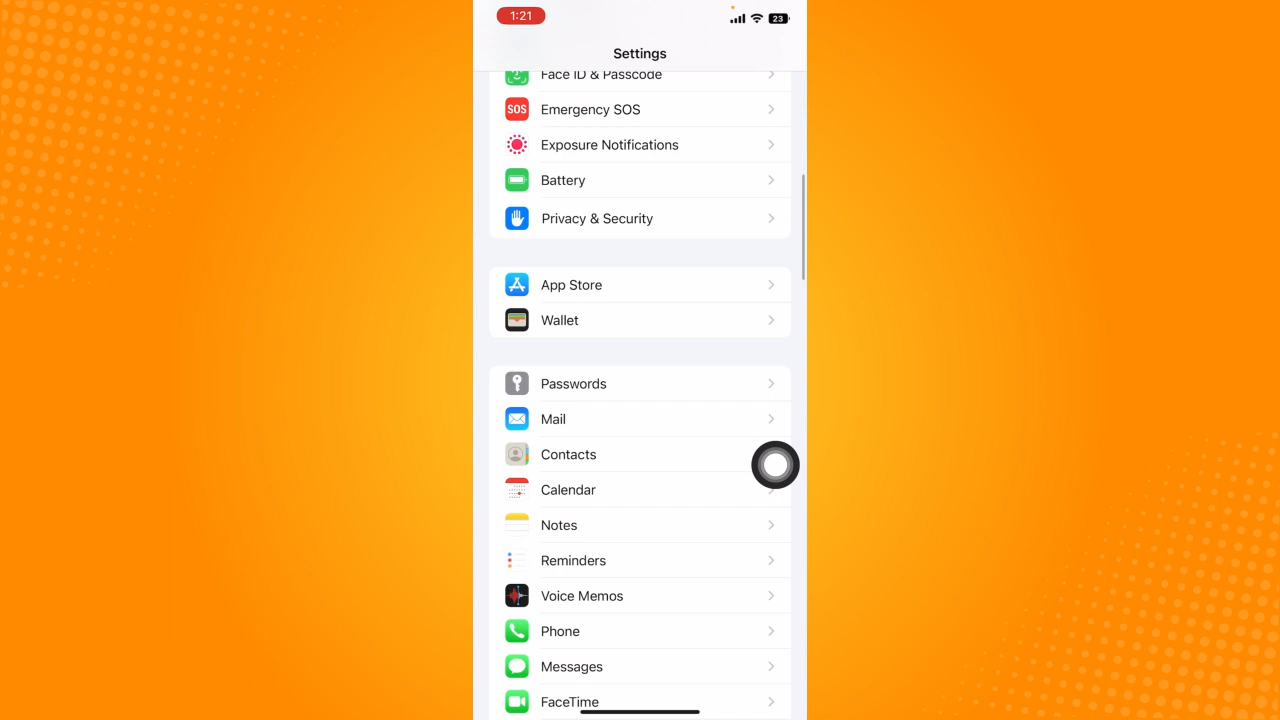 1:21
23
Settings
Face ID & Passcode
SOS Emergency SOS
Exposure Notifications
Battery
Privacy & Security
App Store
Wallet
Passwords
Mail
Contacts
Calendar
Notes
Reminders
Voice Memos
Phone
Messages
FaceTime